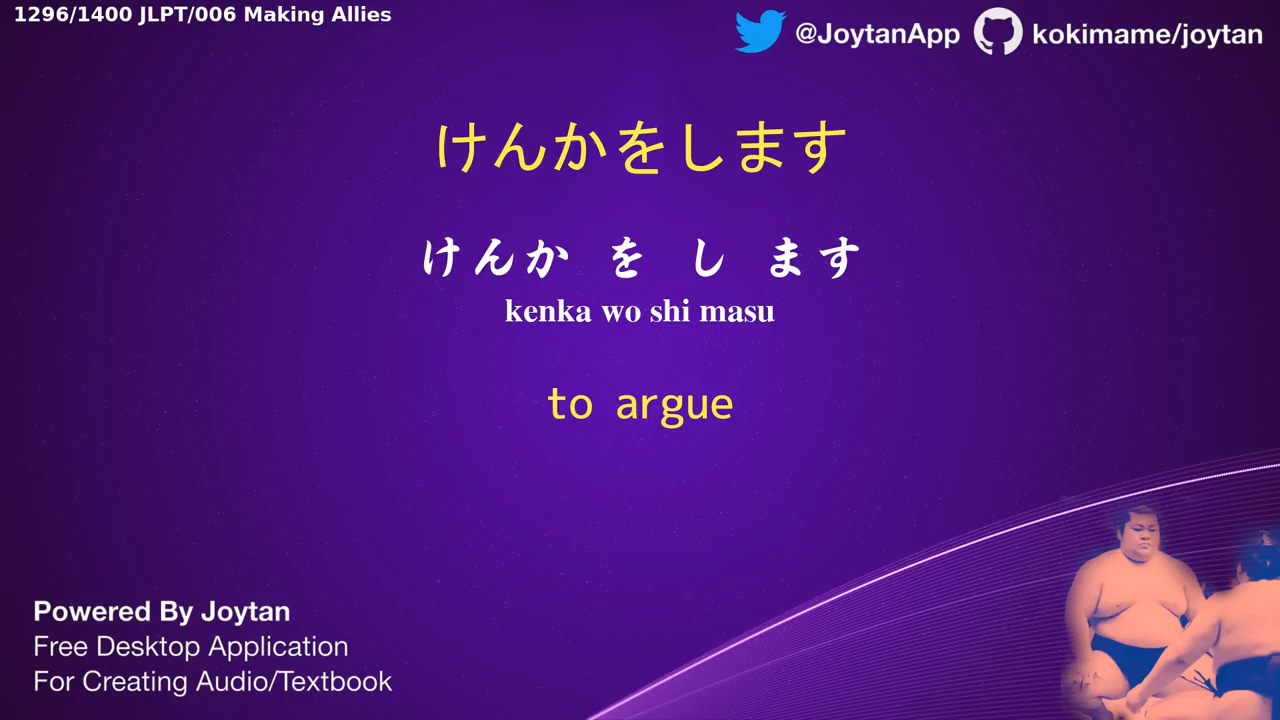 1296/1400 JLPT/006 Making Allies
@JoytanApp kokimame/joytan
けんかをします
けんか を し ます
kenka wo shi masu
to argue
Powered By Joytan
Free Desktop Application
For Creating Audio/Textbook